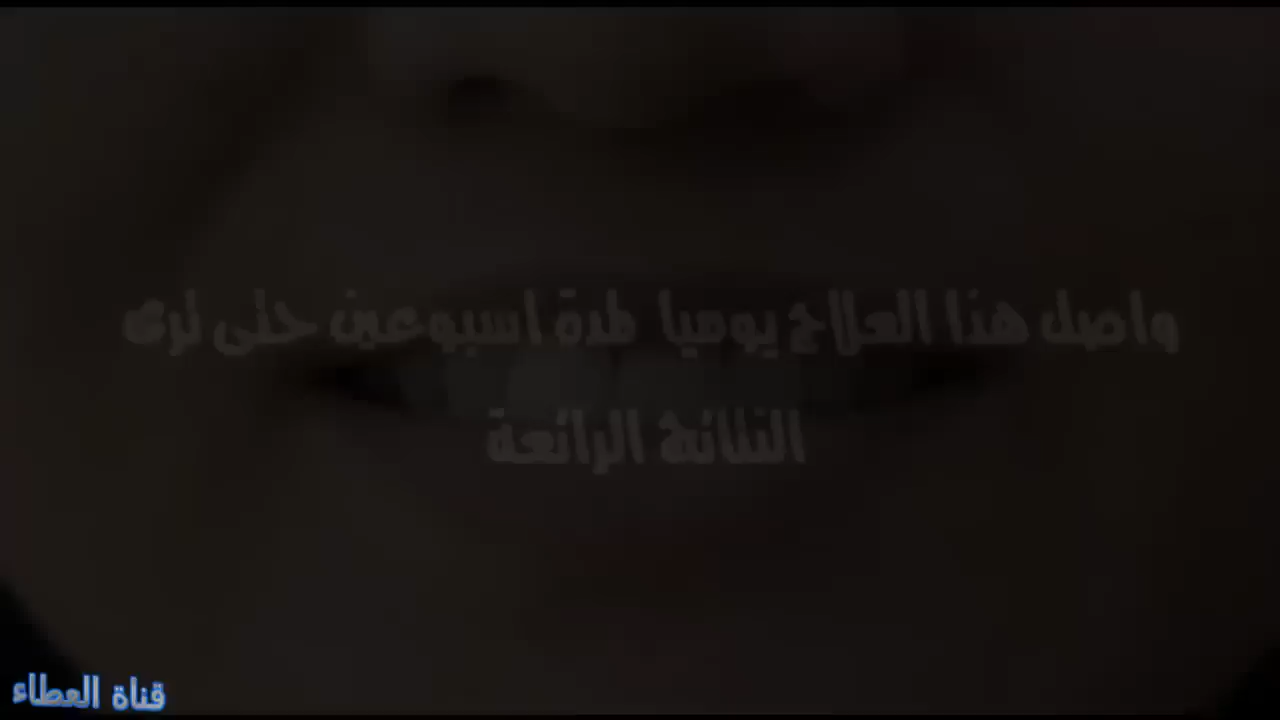 واصل هذا العلاج يوميا لمدة اسبوعين حتى ترى
النتائج الرائعة
قناة العطاء